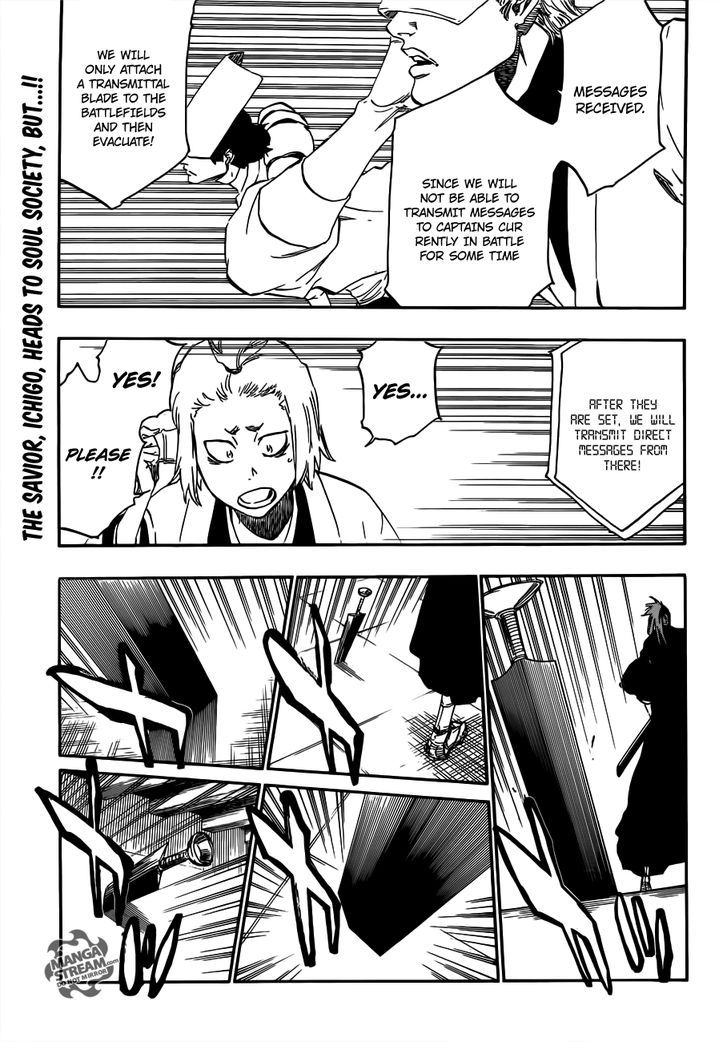 MESSAGES
RECEIVED.
SINCE WE WILL
NOT BE ABLE TO
TRANSMIT MESSAGES
TO CAPTAINS CUR
RENTLY IN BATTLE
FOR SOME TIME
WE WILL
ONLY ATTACH
A TRANSMITTAL
BLADE TO THE
BATTLEFIELDS
AND THEN
EVACUATE!
THE SAVIOR, ICHIGO, HEADS TO SOUL SOCIETY, BUT...!!
AFTER THEY
ARE SET, WE WILL
TRANSMIT DIRECT
MESSAGES FROM
THERE!
YES...
YES!
PLEASE
!!
MANGA
STREAM.com
DO NOT MIRROR!